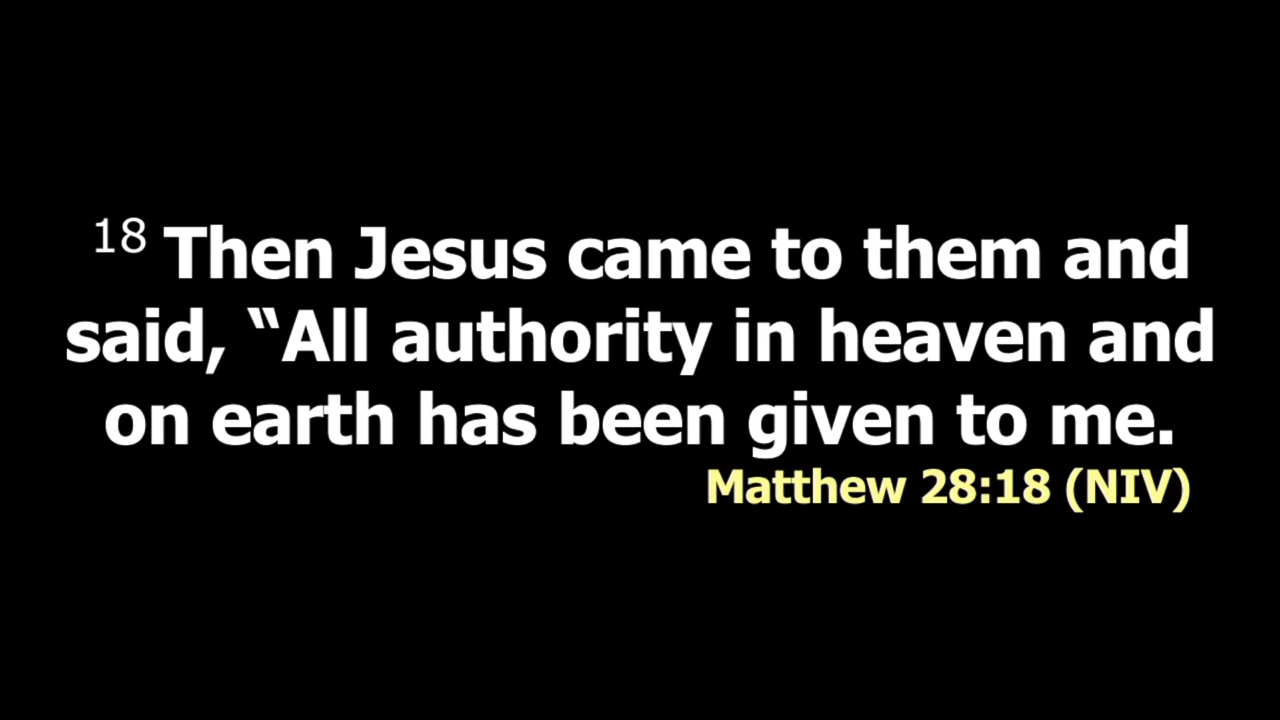 18 Then Jesus came to them and
said, “All authority in heaven and
on earth has been given to me.
Matthew 28:18 (NIV)